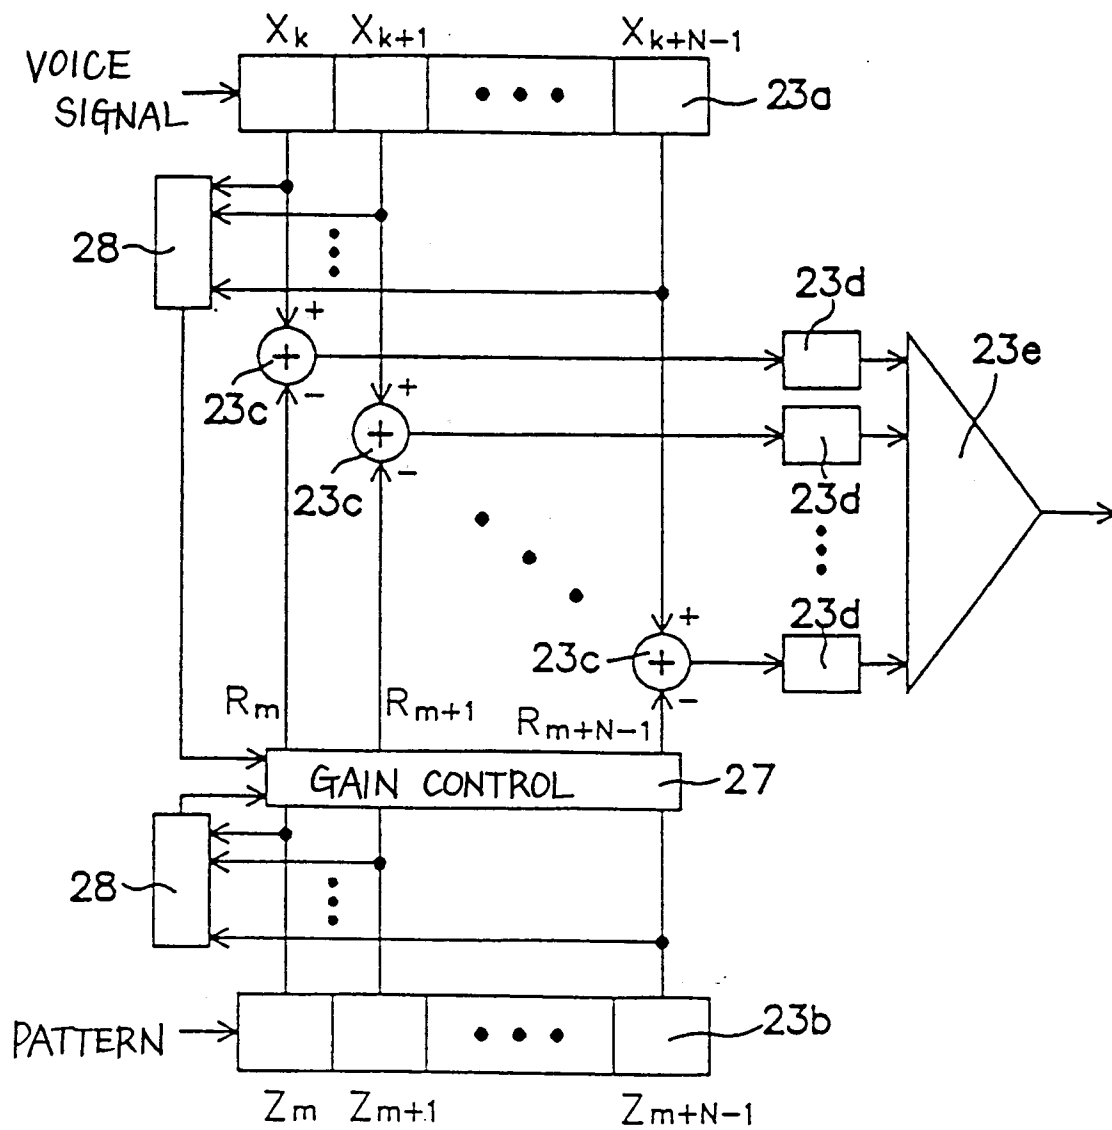 Xk Xk+1 Xk+N-1
VOICE
SIGNAL
23a
28
+
23d
+
23c
-
23e
+
+
23c
-
23d
23d
+
23c
+
-
Rm Rm+1 Rm+N-1
GAIN CONTROL
27
28
PATTERN
23b
Zm Zm+1 Zm+N-1